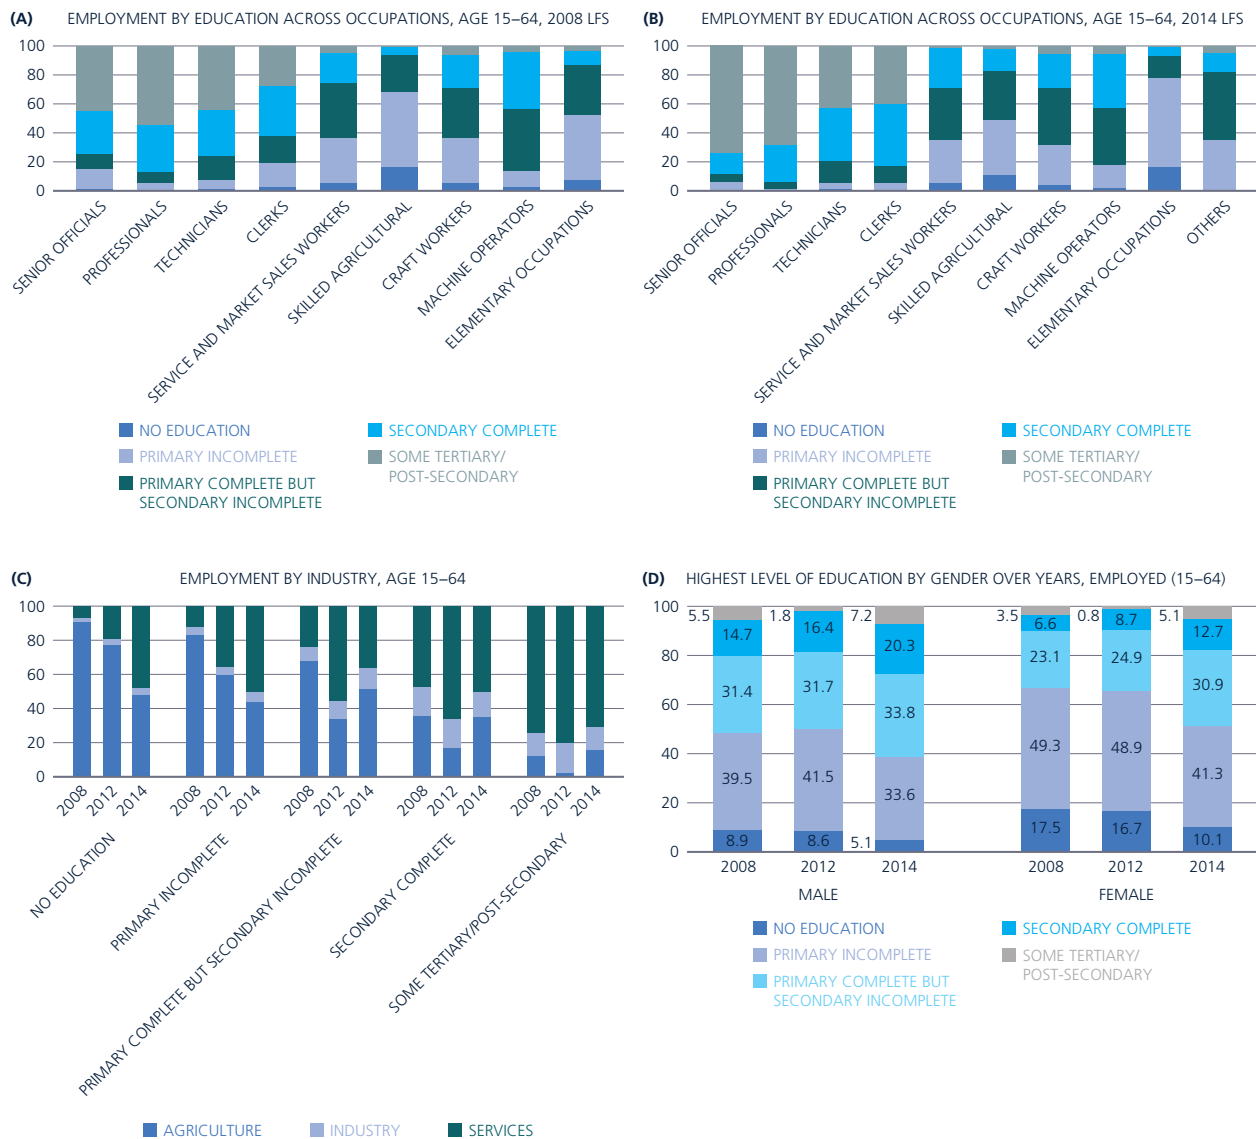 (A) EMPLOYMENT BY EDUCATION ACROSS OCCUPATIONS, AGE 15–64, 2008 LFS
100
80
60
40
20
0
SENIOR OFFICIALS
PROFESSIONALS
TECHNICIANS
CLERKS
SERVICE AND MARKET SALES WORKERS
SKILLED AGRICULTURAL
CRAFT WORKERS
MACHINE OPERATORS
ELEMENTARY OCCUPATIONS
NO EDUCATION
PRIMARY INCOMPLETE
PRIMARY COMPLETE BUT
SECONDARY INCOMPLETE
SECONDARY COMPLETE
SOME TERTIARY/
POST-SECONDARY
(B) EMPLOYMENT BY EDUCATION ACROSS OCCUPATIONS, AGE 15–64, 2014 LFS
100
80
60
40
20
0
SENIOR OFFICIALS
PROFESSIONALS
TECHNICIANS
CLERKS
SERVICE AND MARKET SALES WORKERS
SKILLED AGRICULTURAL
CRAFT WORKERS
MACHINE OPERATORS
ELEMENTARY OCCUPATIONS
OTHERS
NO EDUCATION
PRIMARY INCOMPLETE
PRIMARY COMPLETE BUT
SECONDARY INCOMPLETE
SECONDARY COMPLETE
SOME TERTIARY/
POST-SECONDARY
(C) EMPLOYMENT BY INDUSTRY, AGE 15–64
100
80
60
40
20
0
2008 2012 2014
2008 2012 2014
2008 2012 2014
2008 2012 2014
2008 2012 2014
NO EDUCATION
PRIMARY INCOMPLETE
PRIMARY COMPLETE BUT SECONDARY INCOMPLETE
SECONDARY COMPLETE
SOME TERTIARY/POST-SECONDARY
AGRICULTURE INDUSTRY SERVICES
(D) HIGHEST LEVEL OF EDUCATION BY GENDER OVER YEARS, EMPLOYED (15–64)
100
80
60
40
20
0
5.5 1.8 7.2 3.5 0.8 5.1
14.7 16.4 20.3 6.6 8.7 12.7
31.4 31.7 33.8 23.1 24.9 30.9
39.5 41.5 33.6 49.3 48.9 41.3
8.9 8.6 5.1 17.5 16.7 10.1
2008 2012 2014 2008 2012 2014
MALE FEMALE
NO EDUCATION
PRIMARY INCOMPLETE
PRIMARY COMPLETE BUT
SECONDARY INCOMPLETE
SECONDARY COMPLETE
SOME TERTIARY/
POST-SECONDARY